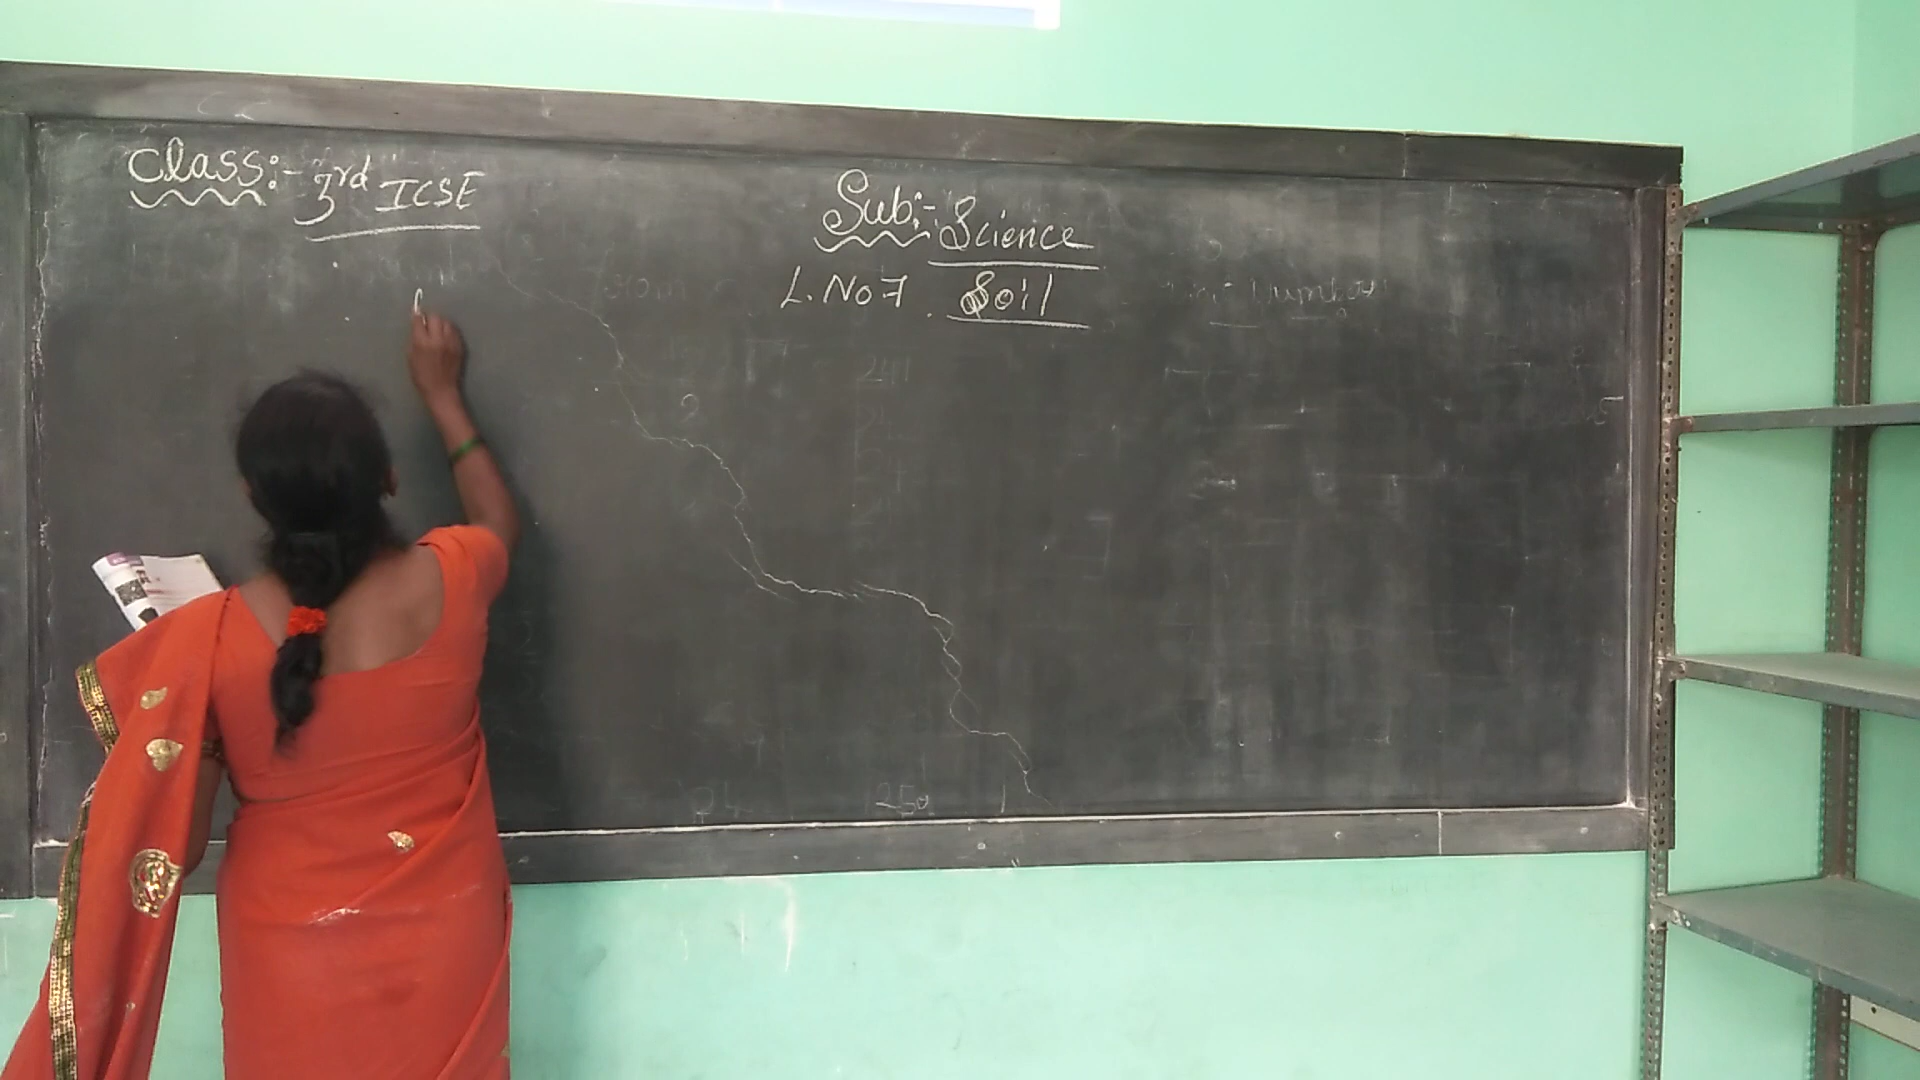 Class:- 3rd ICSE
Sub:- Science
L. No 7. Soil